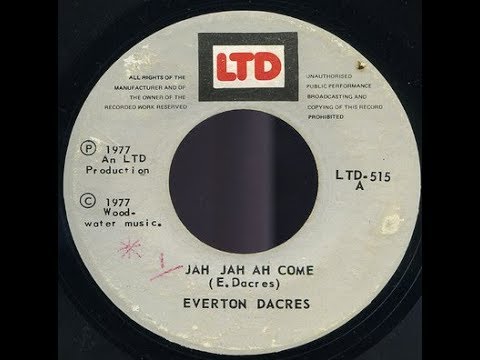 LTD
ALL RIGHTS OF THE
MANUFACTURER AND OF
THE OWNER OF THE
RECORDED WORK RESERVED
UNAUTHORISED
PUBLIC PERFORMANCE
BROADCASTING AND
COPYING OF THIS RECORD
PROHIBITED
Ⓟ 1977
An LTD
Production
© 1977
Wood-
water music.
LTD-515
A
JAH JAH AH COME
(E. Dacres)
EVERTON DACRES